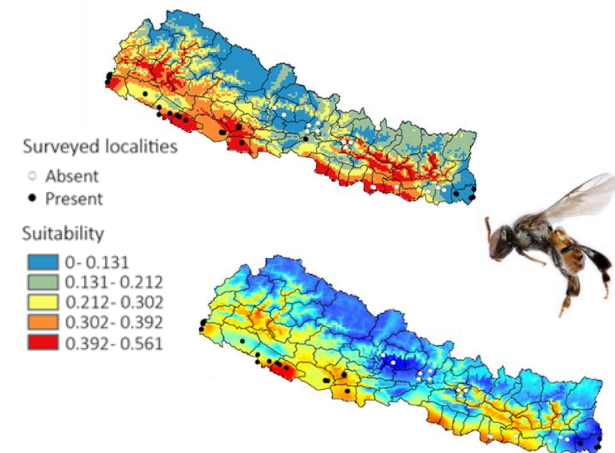 Surveyed localities
Absent
Present
Suitability
0- 0.131
0.131- 0.212
0.212- 0.302
0.302- 0.392
0.392- 0.561